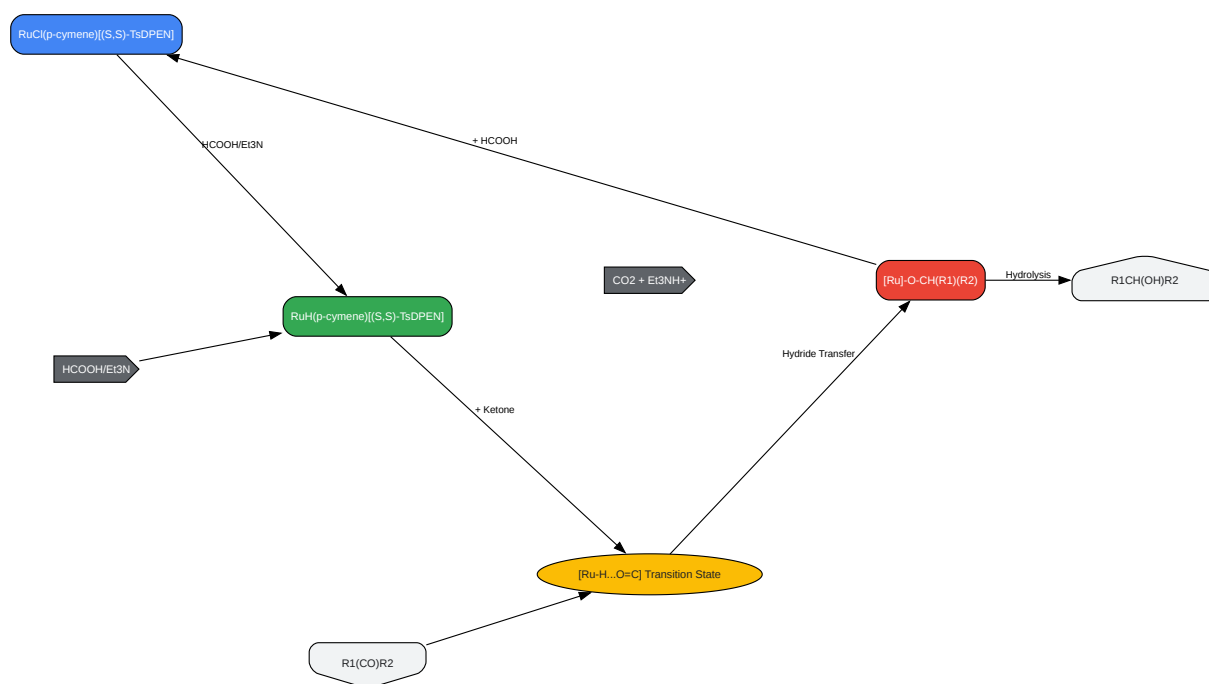 RuCl(p-cymene)[(S,S)-TsDPEN]
+ HCOOH
HCOOH/Et3N
Hydrolysis
CO2 + Et3NH+
[Ru]-O-CH(R1)(R2)
R1CH(OH)R2
RuH(p-cymene)[(S,S)-TsDPEN]
Hydride Transfer
HCOOH/Et3N
+ Ketone
[Ru-H...O=C] Transition State
R1(CO)R2